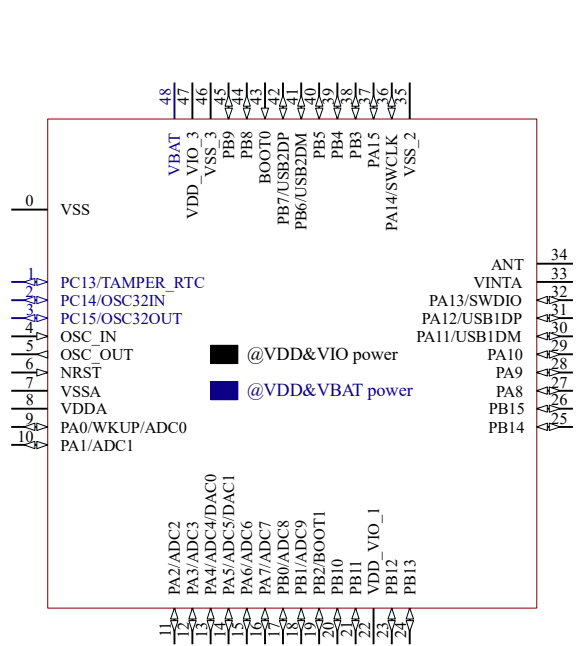 48 47 46 45 44 43 42 41 40 39 38 37 36 35
VBAT
VDD_VIO_3
VSS_3
PB9
PB8
BOOT0
PB7/USB2DP
PB6/USB2DM
PB5
PB4
PB3
PA15
PA14/SWCLK
VSS_2
0 VSS
1 PC13/TAMPER_RTC
2 PC14/OSC32IN
3 PC15/OSC32OUT
4 OSC_IN
5 OSC_OUT
6 NRST
7 VSSA
8 VDDA
9 PA0/WKUP/ADC0
10 PA1/ADC1
@VDD&VIO power
@VDD&VBAT power
ANT 34
VINTA 33
PA13/SWDIO 32
PA12/USB1DP 31
PA11/USB1DM 30
PA10 29
PA9 28
PA8 27
PB15 26
PB14 25
PA2/ADC2
PA3/ADC3
PA4/ADC4/DAC0
PA5/ADC5/DAC1
PA6/ADC6
PA7/ADC7
PB0/ADC8
PB1/ADC9
PB2/BOOT1
PB10
PB11
VDD_VIO_1
PB12
PB13
11 12 13 14 15 16 17 18 19 20 21 22 23 24